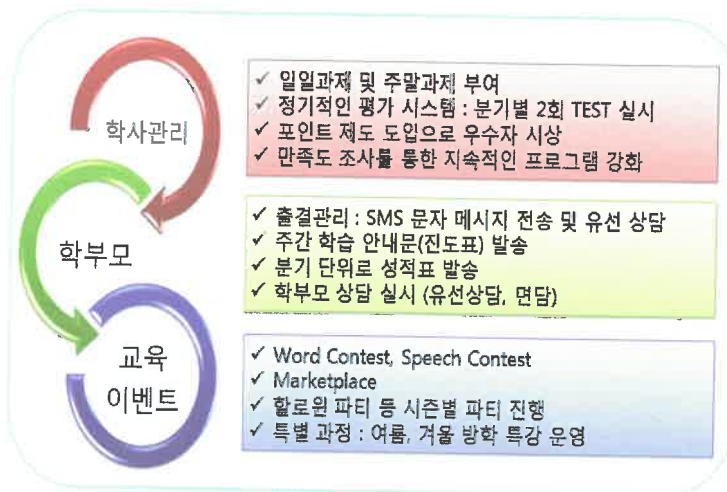 학사관리
✓ 일일과제 및 주말과제 부여
✓ 정기적인 평가 시스템 : 분기별 2회 TEST 실시
✓ 포인트 제도 도입으로 우수자 시상
✓ 만족도 조사를 통한 지속적인 프로그램 강화
학부모
✓ 출결관리 : SMS 문자 메시지 전송 및 유선 상담
✓ 주간 학습 안내문(진도표) 발송
✓ 분기 단위로 성적표 발송
✓ 학부모 상담 실시 (유선상담, 면담)
교육
이벤트
✓ Word Contest, Speech Contest
✓ Marketplace
✓ 할로윈 파티 등 시즌별 파티 진행
✓ 특별 과정 : 여름, 겨울 방학 특강 운영